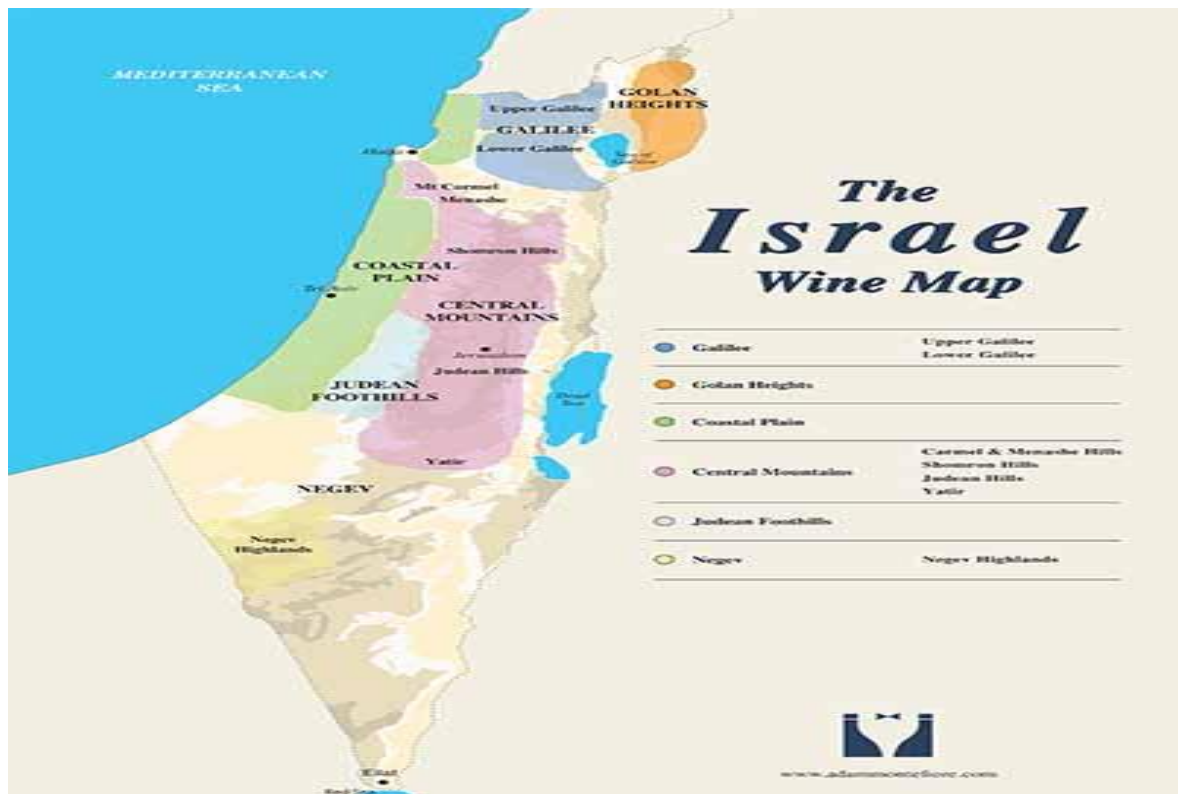 MEDITERRANEAN
SEA
GOLAN
HEIGHTS
Upper Galilee
GALILEE
Lower Galilee
Sea of
Galilee
Haifa
Mt Carmel
Menashe
Shomron Hills
COASTAL
PLAIN
Tel Aviv
CENTRAL
MOUNTAINS
Jerusalem
Judean Hills
JUDEAN
FOOTHILLS
Dead
Sea
Yatir
NEGEV
Negev
Highlands
Eilat
Red Sea
The
Israel
Wine Map
Galilee
Upper Galilee
Lower Galilee
Golan Heights
Coastal Plain
Central Mountains
Carmel & Menashe Hills
Shomron Hills
Judean Hills
Yatir
Judean Foothills
Negev
Negev Highlands
www.adammontefiore.com